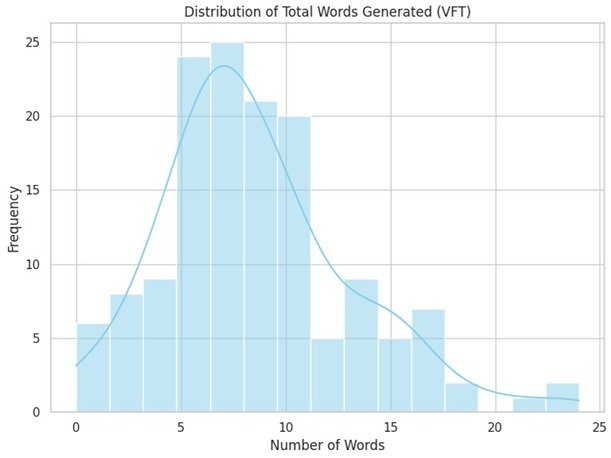 Distribution of Total Words Generated (VFT)
25
20
15
10
5
0
Frequency
0 5 10 15 20 25
Number of Words